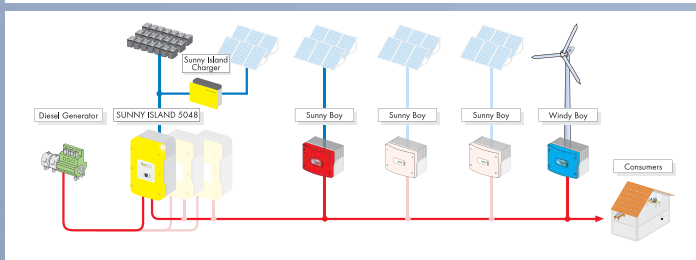 Sunny Island
Charger
Diesel Generator
SUNNY ISLAND 5048
Sunny Boy
Sunny Boy
Sunny Boy
Windy Boy
Consumers